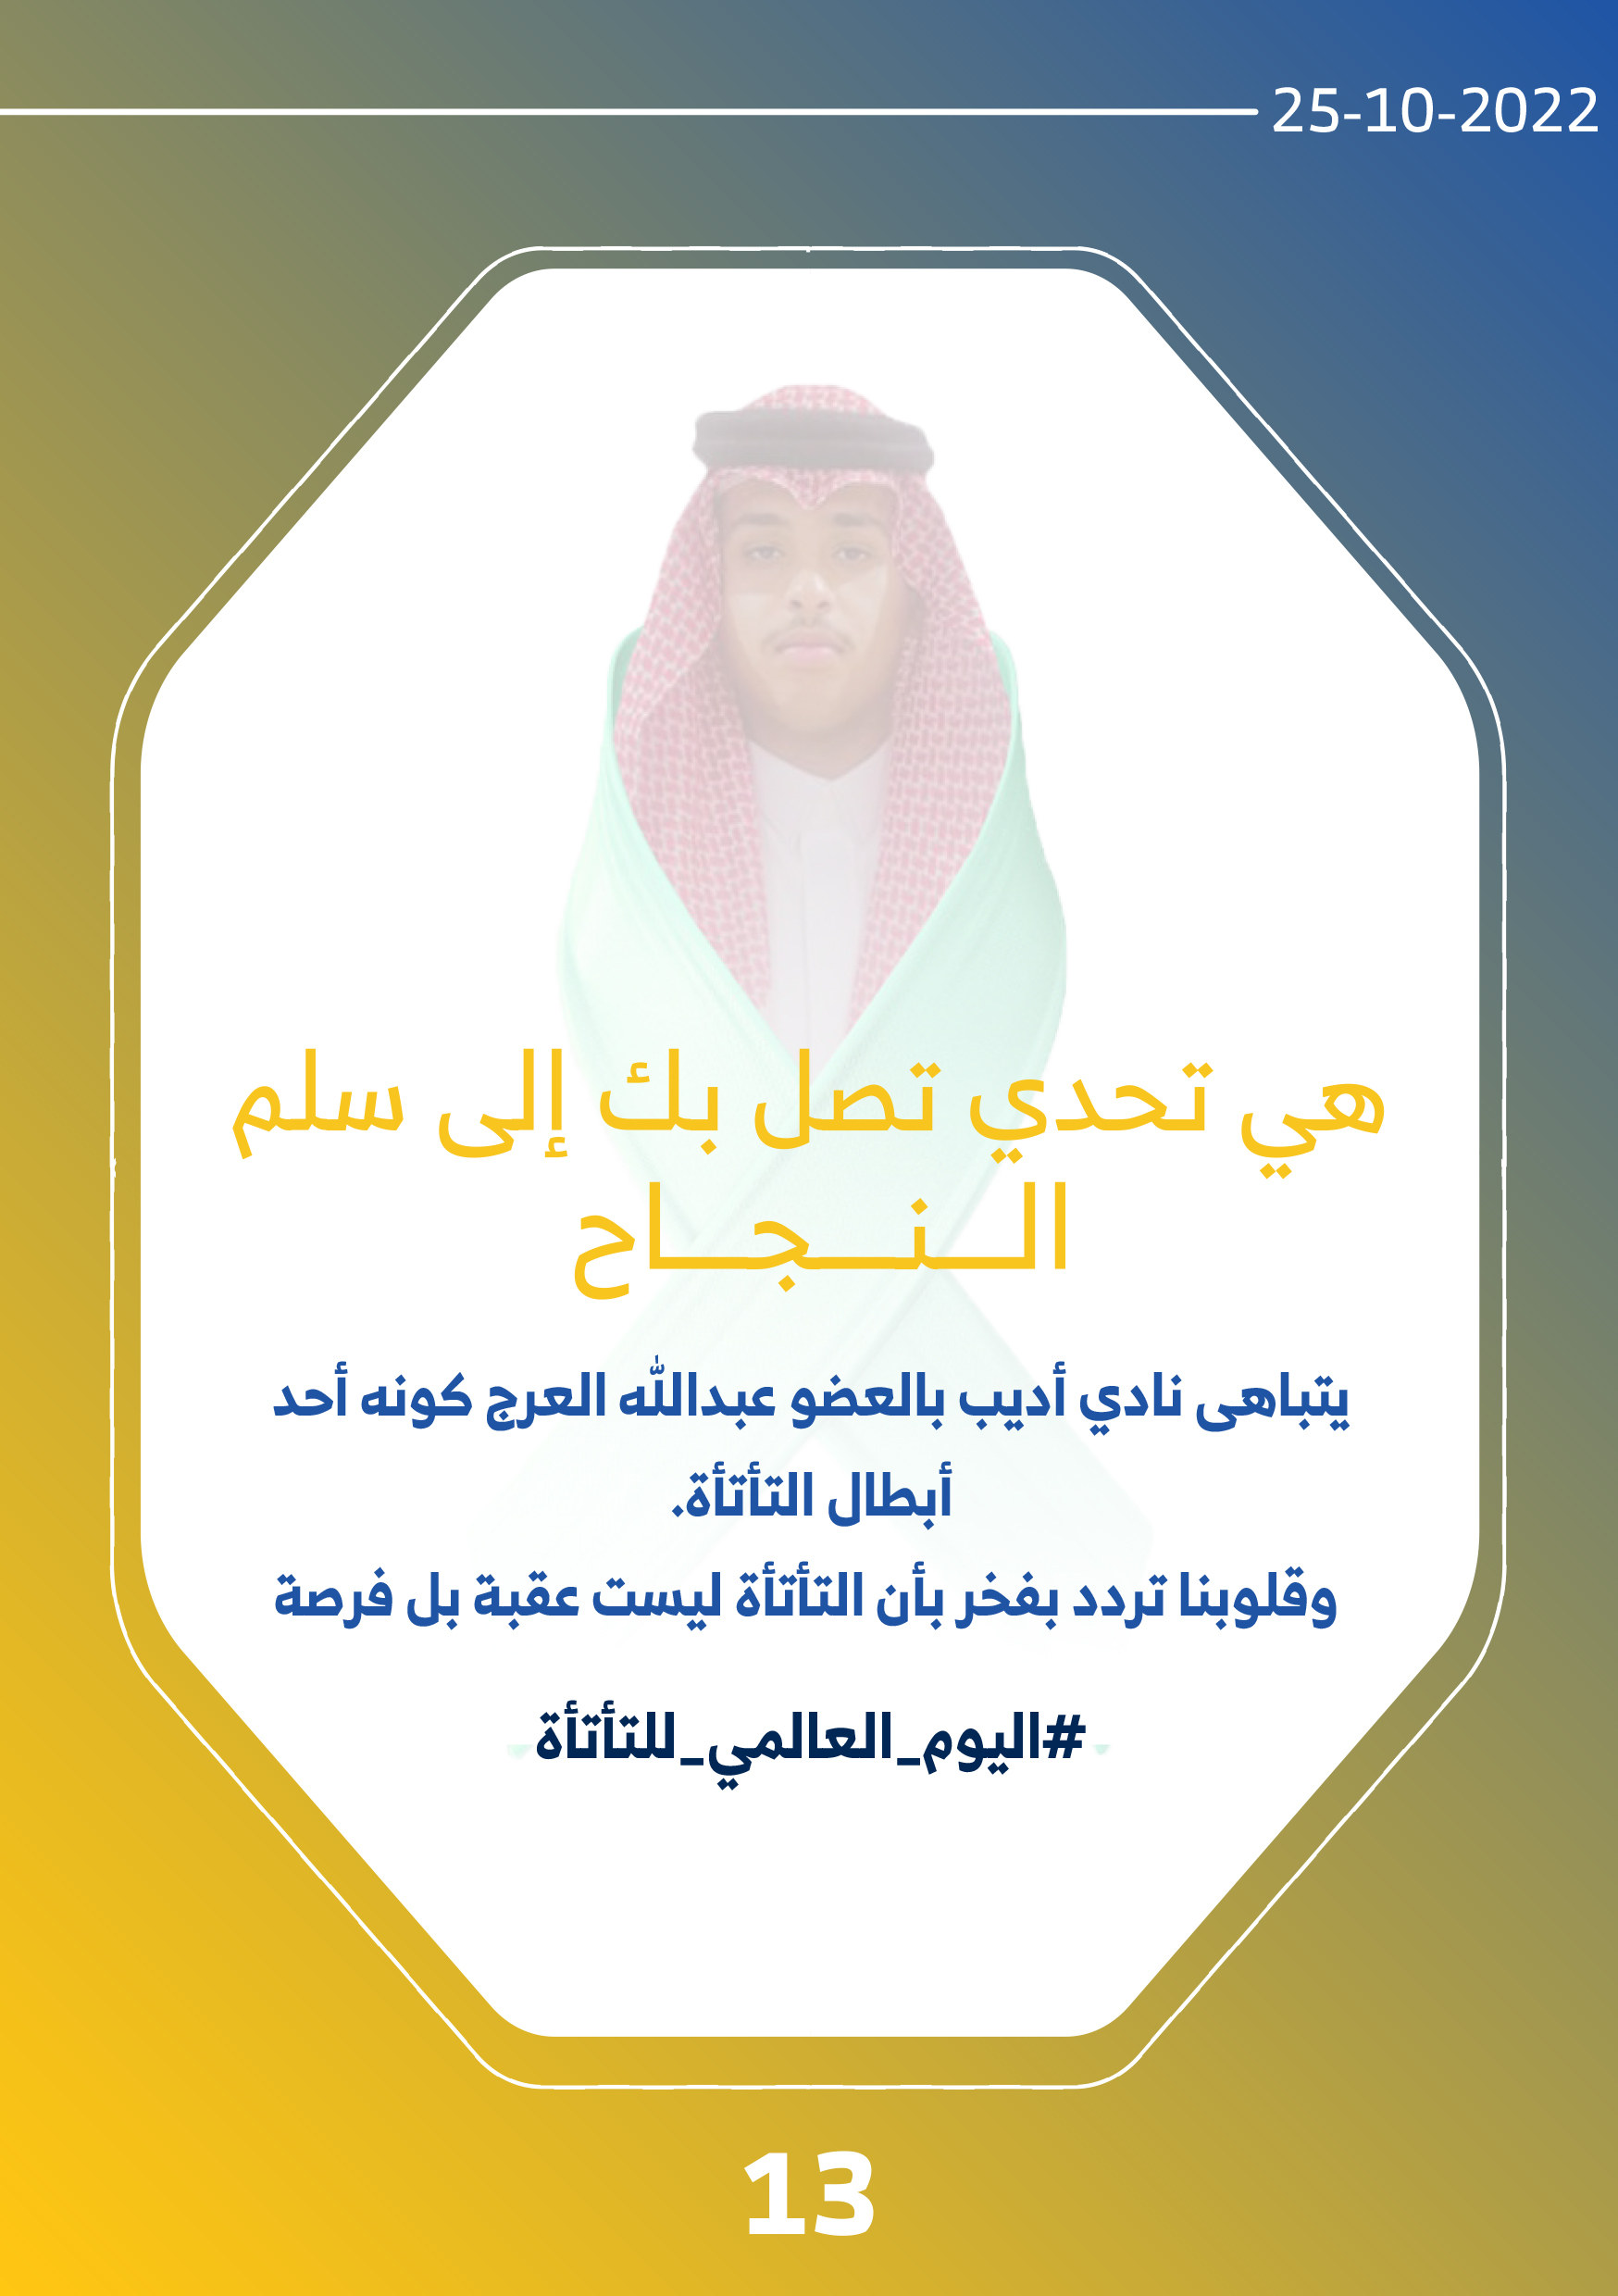 25-10-2022
هي تحدي تصل بك إلى سلم
الـــنـــجـــاح
يتباهى نادي أديب بالعضو عبدالله العرج كونه أحد
أبطال التأتأة.
وقلوبنا تردد بفخر بأن التأتأة ليست عقبة بل فرصة
#اليوم_العالمي_للتأتأة
13